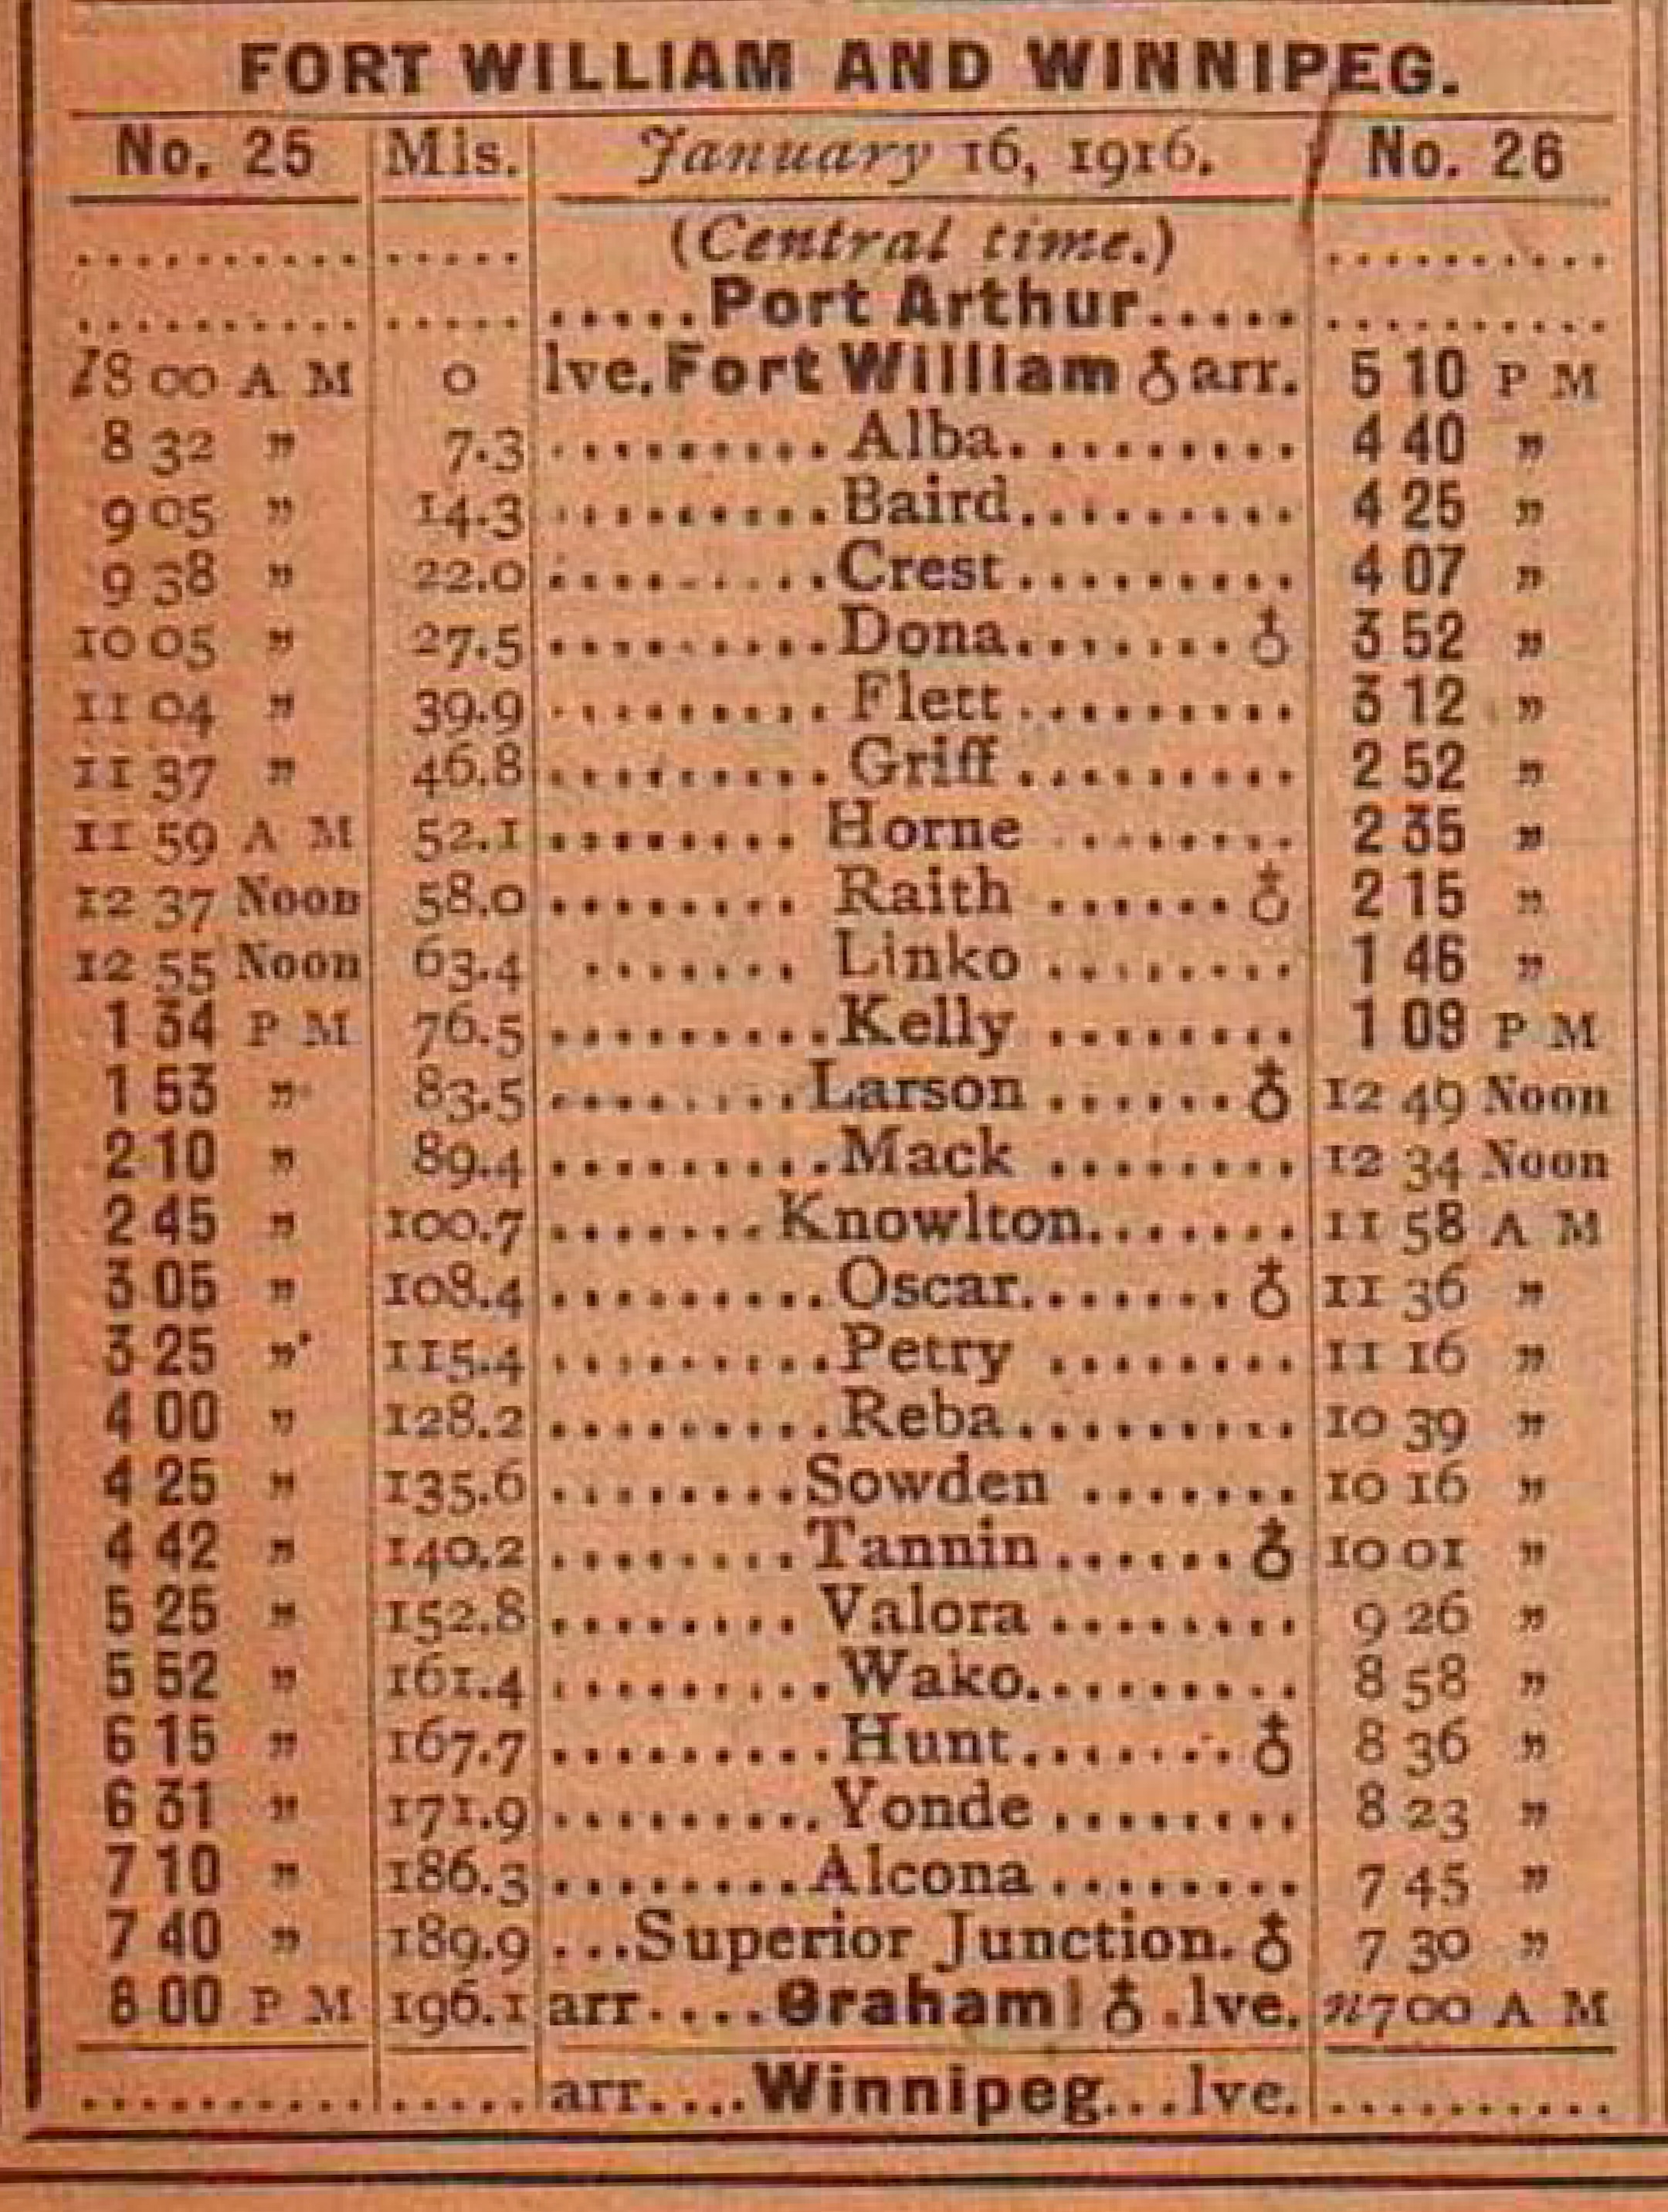 FORT WILLIAM AND WINNIPEG.
No. 25 Mls. January 16, 1916. No. 26
(Central time.)
.....Port Arthur.....
8 00 A M 0 lve. Fort William ♁ arr. 5 10 P M
8 32 " 7.3 ......... Alba......... 4 40 "
9 05 " 14.3 .........Baird......... 4 25 "
9 38 " 22.0 .........Crest......... 4 07 "
10 05 " 27.5 .........Dona.......♁ 3 52 "
11 04 " 39.9 ......... Flett ......... 3 12 "
11 37 " 46.8 ......... Griff ......... 2 52 "
11 59 A M 52.1 ........ Horne ........ 2 35 "
12 37 Noon 58.0 ........ Raith ......♁ 2 15 "
12 55 Noon 63.4 ....... Linko ........ 1 46 "
1 34 P M 76.5 .........Kelly ........ 1 09 P M
1 53 " 83.5 ........Larson ......♁ 12 49 Noon
2 10 " 89.4 .........Mack ........ 12 34 Noon
2 45 " 100.7 .......Knowlton....... 11 58 A M
3 05 " 108.4 .........Oscar.......♁ 11 36 "
3 25 " 115.4 .........Petry ........ 11 16 "
4 00 " 128.2 .........Reba......... 10 39 "
4 25 " 135.6 ........Sowden ....... 10 16 "
4 42 " 140.2 ........Tannin......♁ 10 01 "
5 25 " 152.8 ........ Valora ........ 9 26 "
5 52 " 161.4 .........Wako......... 8 58 "
6 15 " 167.7 .........Hunt.......♁ 8 36 "
6 31 " 171.9 .........Yonde ........ 8 23 "
7 10 " 186.3 ........Alcona ........ 7 45 "
7 40 " 189.9 ...Superior Junction.♁ 7 30 "
8 00 P M 196.1 arr....Graham ♁ .lve. n7 00 A M
arr....Winnipeg...lve.